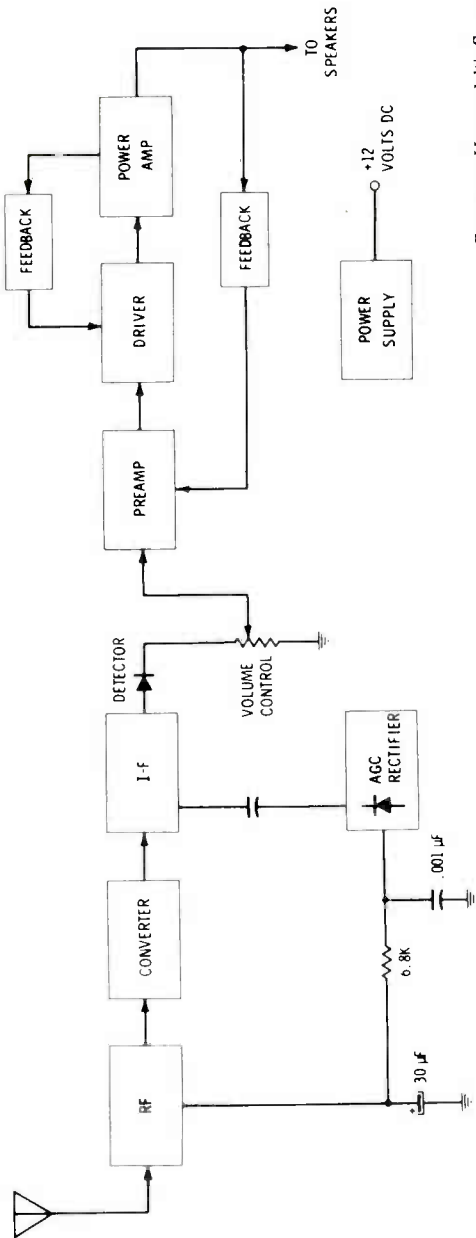 FEEDBACK
POWER
AMP
DRIVER
PREAMP
FEEDBACK
TO
SPEAKERS
POWER
SUPPLY
+12
VOLTS DC
DETECTOR
I-F
CONVERTER
RF
VOLUME
CONTROL
AGC
RECTIFIER
.001 µF
6.8K
30 µF
+